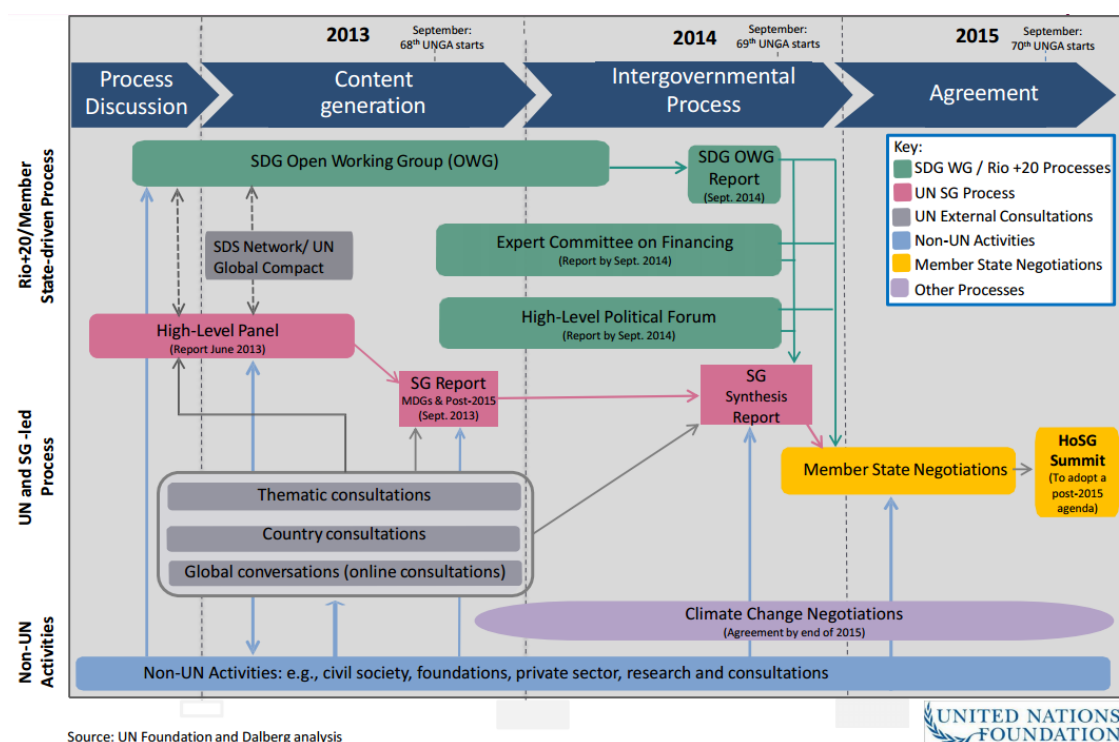 2013
September:
68th UNGA starts
2014
September:
69th UNGA starts
2015
September:
70th UNGA starts
Process
Discussion
Content
generation
Intergovernmental
Process
Agreement
Rio+20/Member
State-driven Process
SDG Open Working Group (OWG)
SDG OWG
Report
(Sept. 2014)
Key:
SDG WG / Rio +20 Processes
UN SG Process
UN External Consultations
Non-UN Activities
Member State Negotiations
Other Processes
SDS Network/ UN
Global Compact
Expert Committee on Financing
(Report by Sept. 2014)
High-Level Political Forum
(Report by Sept. 2014)
UN and SG -led
Process
High-Level Panel
(Report June 2013)
SG Report
MDGs & Post-2015
(Sept. 2013)
SG
Synthesis
Report
Member State Negotiations
HoSG
Summit
(To adopt a
post-2015
agenda)
Thematic consultations
Country consultations
Global conversations (online consultations)
Non-UN
Activities
Climate Change Negotiations
(Agreement by end of 2015)
Non-UN Activities: e.g., civil society, foundations, private sector, research and consultations
Source: UN Foundation and Dalberg analysis
UNITED NATIONS
FOUNDATION